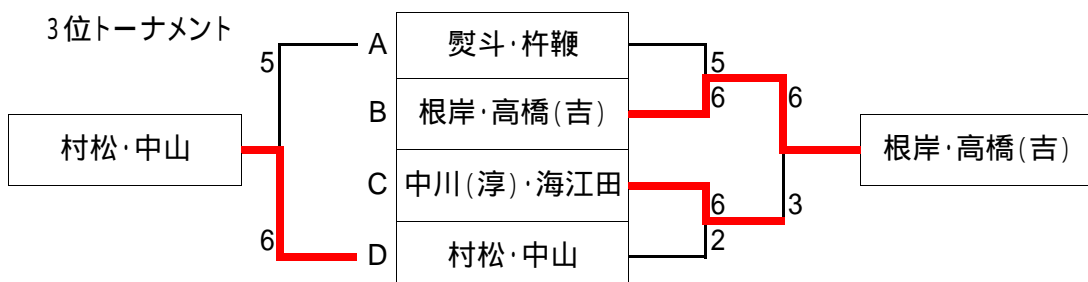 3位トーナメント
A 熨斗・杵鞭
5 5
B 根岸・高橋(吉)
6 6
村松・中山
根岸・高橋(吉)
C 中川(淳)・海江田
6 3
6 2
D 村松・中山